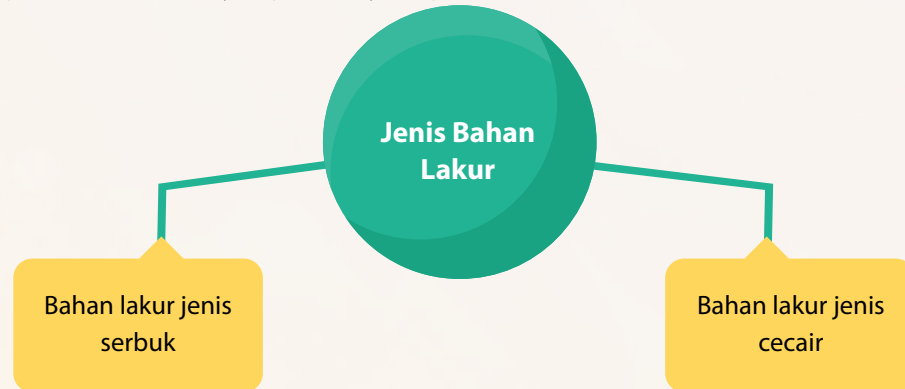 Jenis Bahan
Lakur
Bahan lakur jenis
serbuk
Bahan lakur jenis
cecair